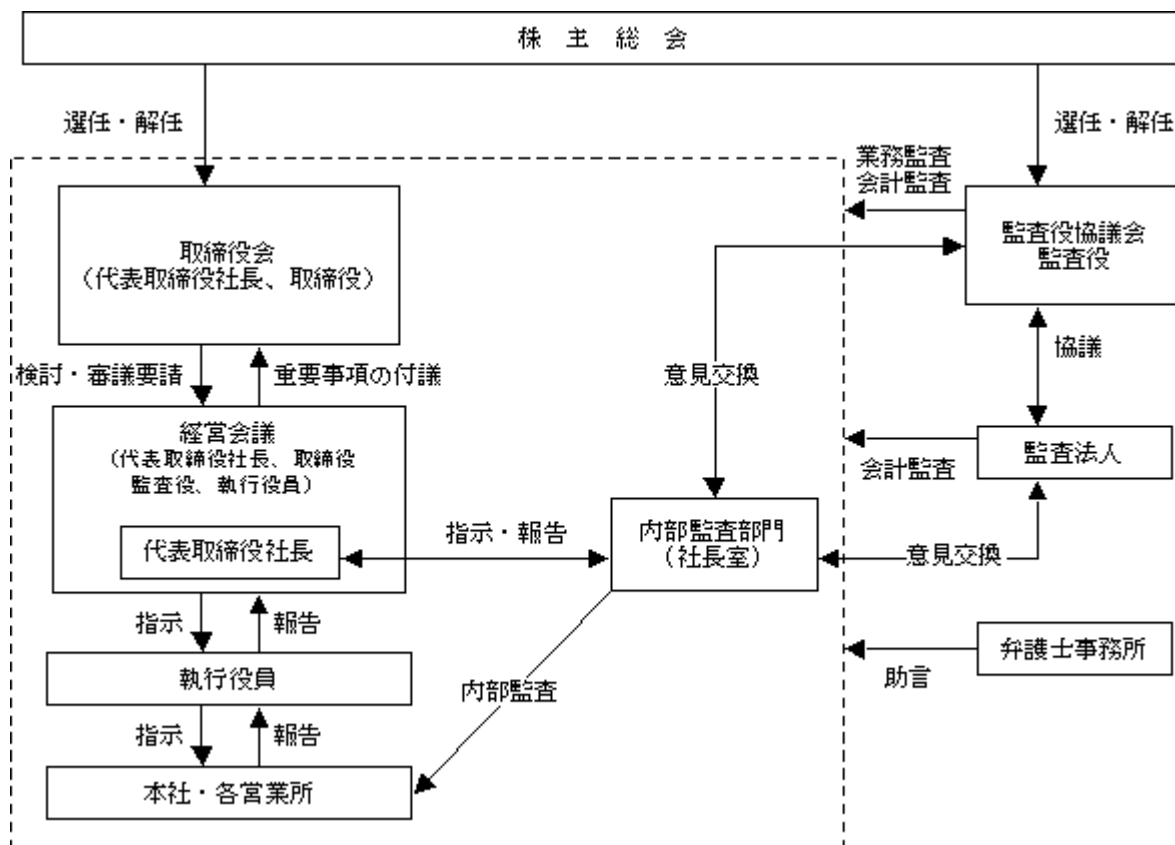 株主総会
選任・解任
選任・解任
業務監査
会計監査
取締役会
（代表取締役社長、取締役）
監査役協議会
監査役
検討・審議要請
重要事項の付議
意見交換
協議
経営会議
（代表取締役社長、取締役
監査役、執行役員）
代表取締役社長
指示・報告
内部監査部門
（社長室）
監査法人
会計監査
意見交換
指示
報告
執行役員
内部監査
弁護士事務所
助言
指示
報告
本社・各営業所